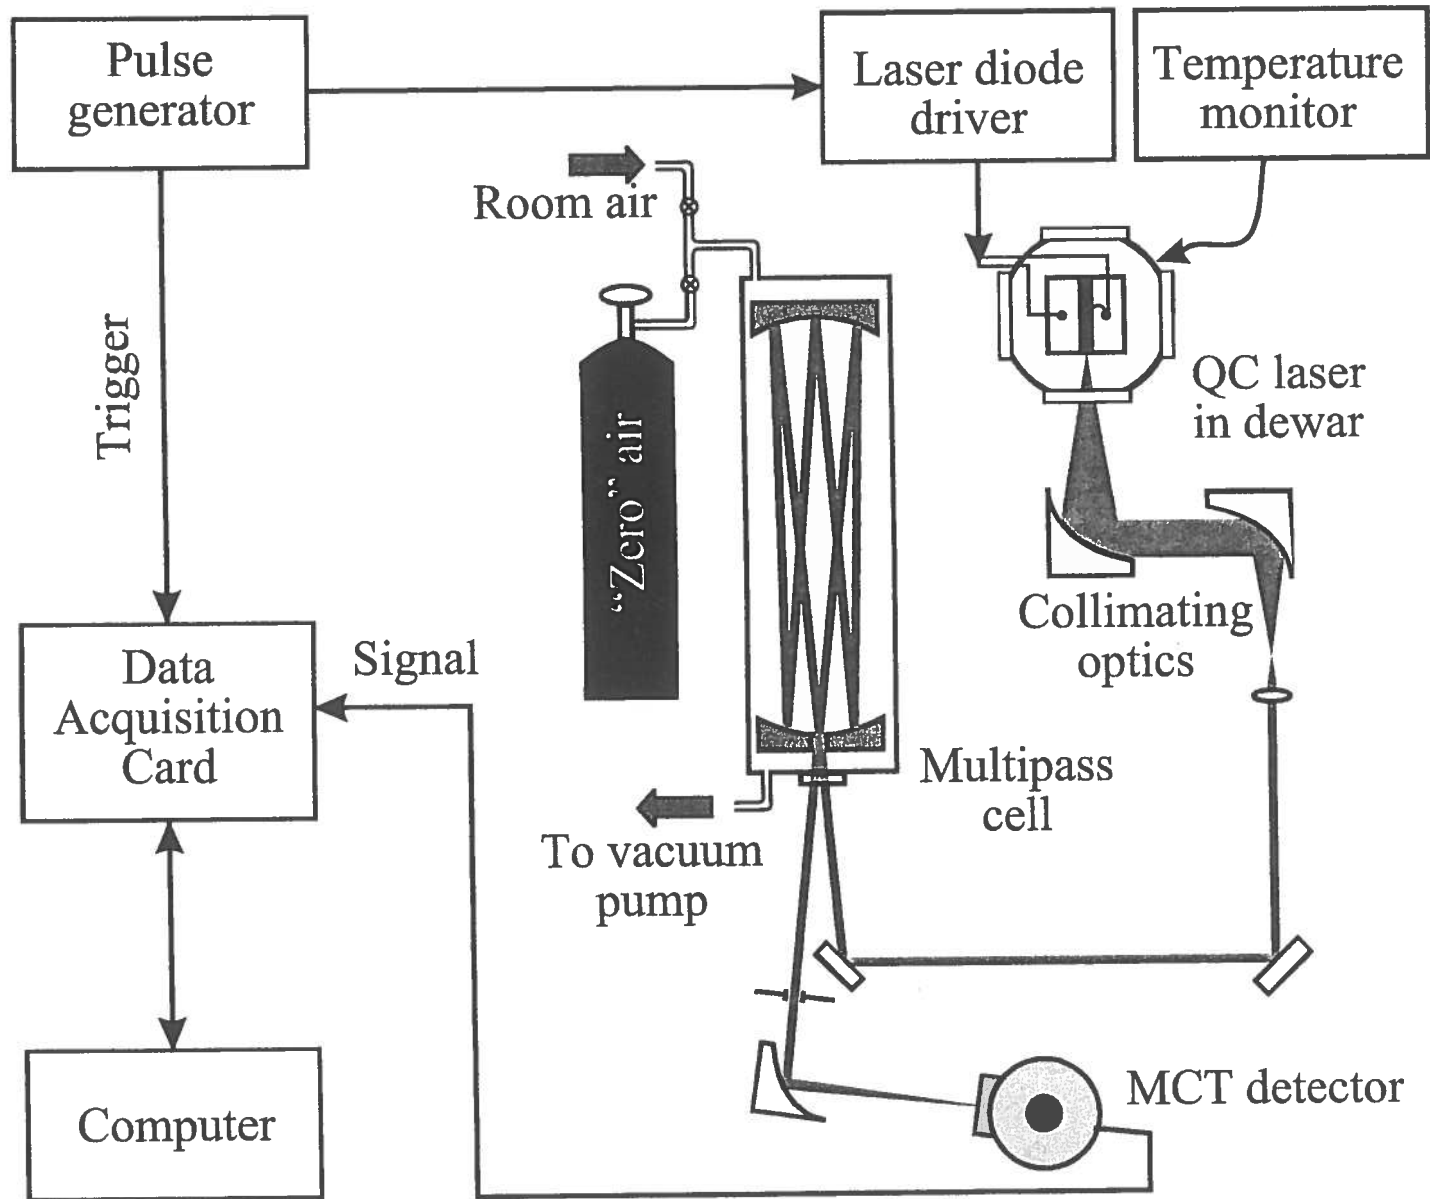 Pulse
generator
Laser diode
driver
Temperature
monitor
Room air
Trigger
"Zero" air
QC laser
in dewar
Collimating
optics
Data
Acquisition
Card
Signal
Multipass
cell
To vacuum
pump
MCT detector
Computer